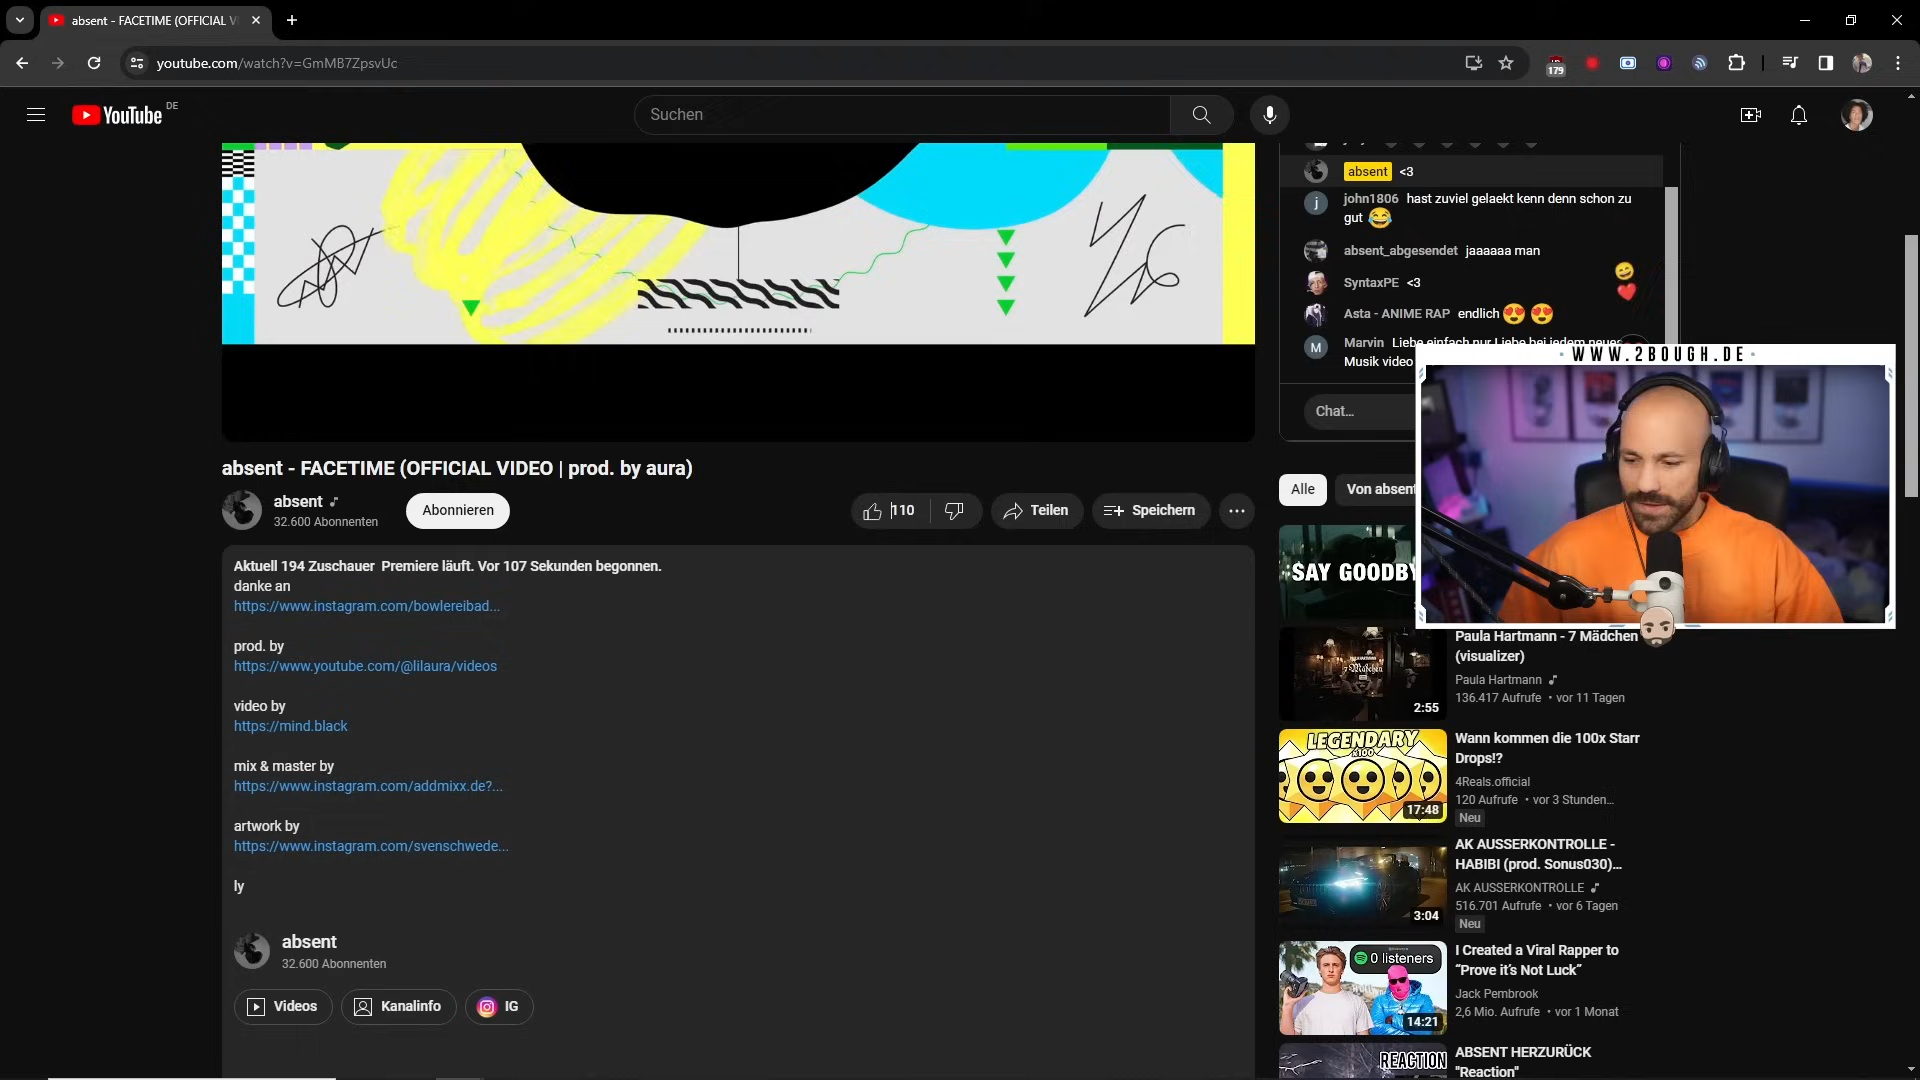 absent - FACETIME (OFFICIAL V
youtube.com/watch?v=GmMB7ZpsvUc
179
YouTube DE
Suchen
absent <3
john1806 hast zuviel gelaekt kenn denn schon zu
gut 😂
absent_abgesendet jaaaaaa man
SyntaxPE <3
Asta - ANIME RAP endlich 😍 😍
Marvin Liebe einfach nur Liebe bei jedem neuen
Musik video
Chat...
WWW.2BOUGH.DE
absent - FACETIME (OFFICIAL VIDEO | prod. by aura)
absent
32.600 Abonnenten
Abonnieren
110
Teilen
Speichern
Alle
Von absent
Aktuell 194 Zuschauer Premiere läuft. Vor 107 Sekunden begonnen.
danke an
https://www.instagram.com/bowlereibad...
prod. by
https://www.youtube.com/@lilaura/videos
video by
https://mind.black
mix & master by
https://www.instagram.com/addmixx.de?...
artwork by
https://www.instagram.com/svenschwede...
ly
absent
32.600 Abonnenten
Videos
Kanalinfo
IG
SAY GOODBY
Paula Hartmann - 7 Mädchen
(visualizer)
Paula Hartmann
136.417 Aufrufe • vor 11 Tagen
2:55
LEGENDARY
x100
17:48
Wann kommen die 100x Starr
Drops!?
4Reals.official
120 Aufrufe • vor 3 Stunden...
Neu
AK AUSSERKONTROLLE -
HABIBI (prod. Sonus030)...
AK AUSSERKONTROLLE
516.701 Aufrufe • vor 6 Tagen
Neu
3:04
0 listeners
14:21
I Created a Viral Rapper to
“Prove it’s Not Luck”
Jack Pembrook
2,6 Mio. Aufrufe • vor 1 Monat
REACTION
ABSENT HERZURÜCK
"Reaction"